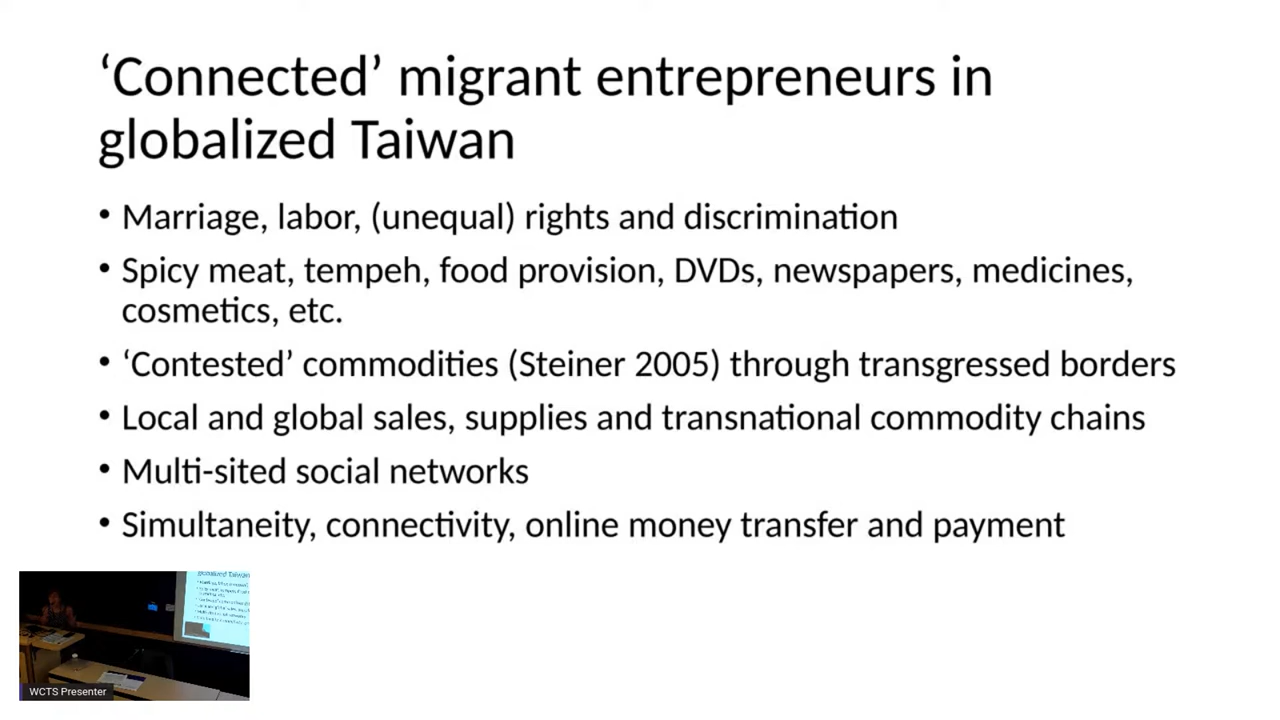 ‘Connected’ migrant entrepreneurs in
globalized Taiwan
• Marriage, labor, (unequal) rights and discrimination
• Spicy meat, tempeh, food provision, DVDs, newspapers, medicines,
cosmetics, etc.
• ‘Contested’ commodities (Steiner 2005) through transgressed borders
• Local and global sales, supplies and transnational commodity chains
• Multi-sited social networks
• Simultaneity, connectivity, online money transfer and payment
globalized Taiwan
WCTS Presenter